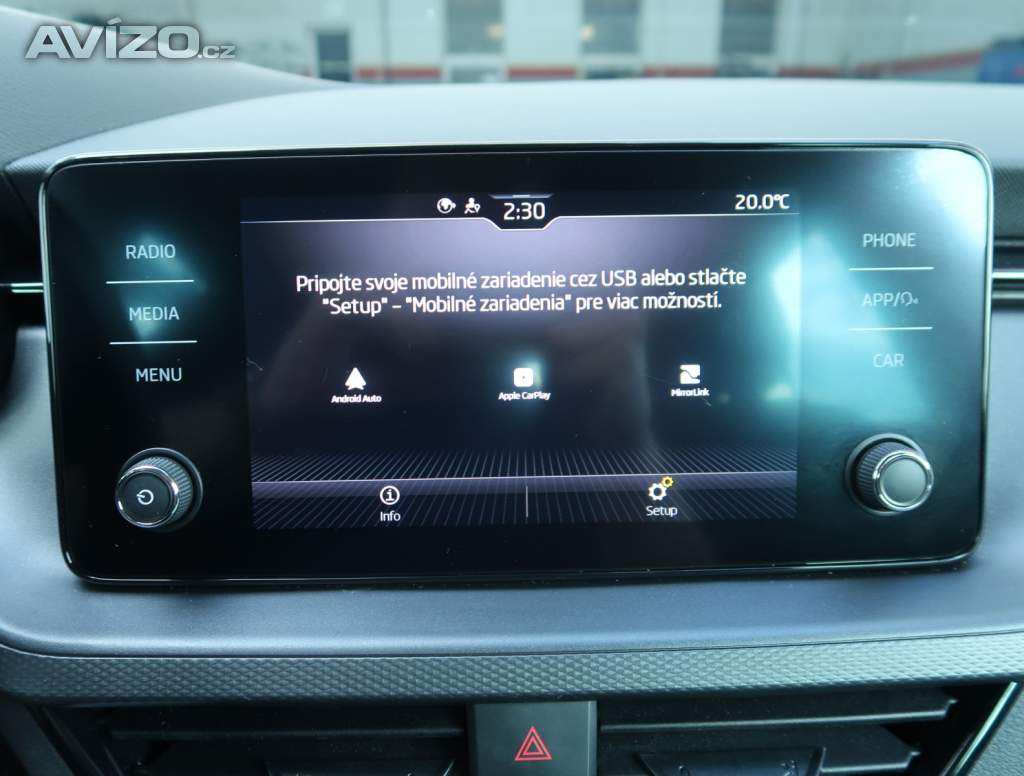 AVÍZO.cz
2:30
20.0°C
RADIO
MEDIA
MENU
Pripojte svoje mobilné zariadenie cez USB alebo stlačte
"Setup" – "Mobilné zariadenia" pre viac možností.
Android Auto
Apple CarPlay
MirrorLink
Info
Setup
PHONE
APP/
CAR